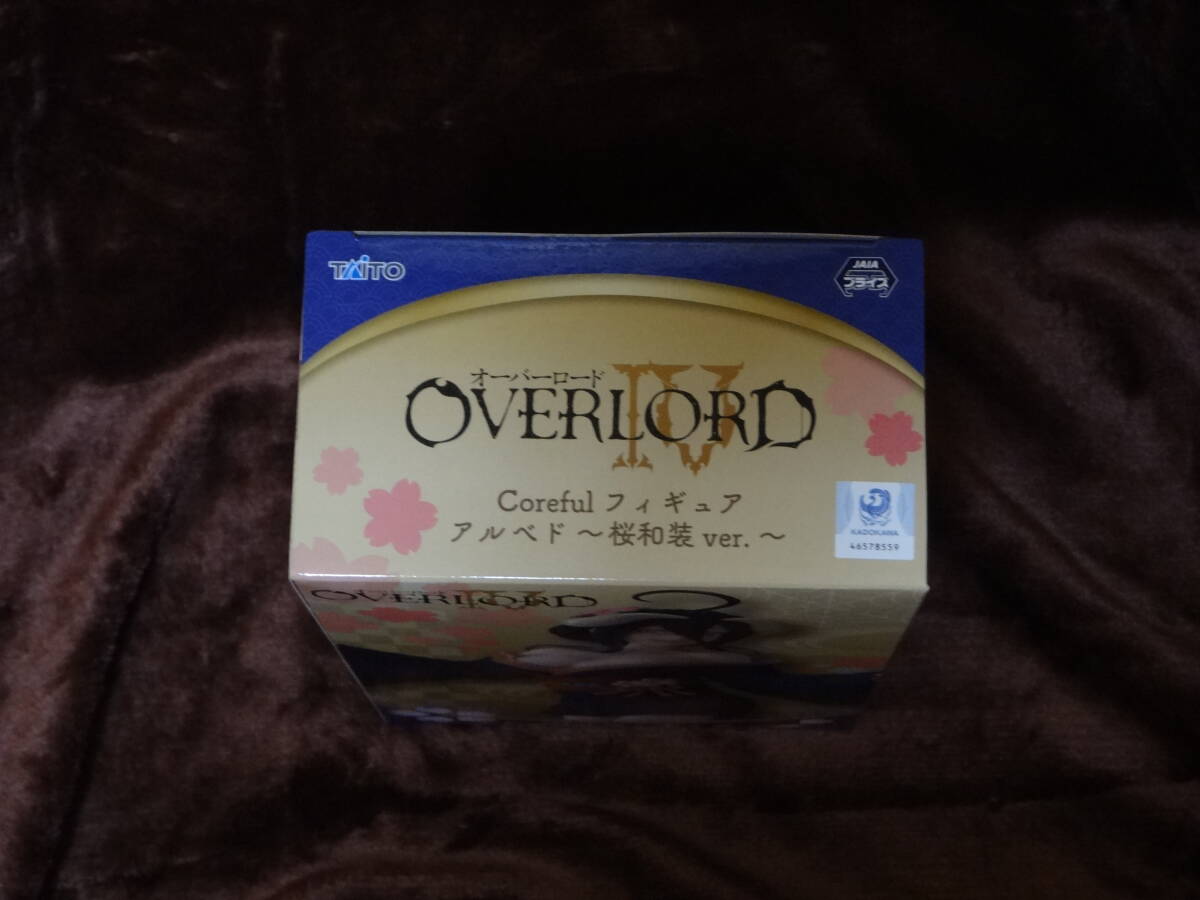 TAITO
JAIA
プライズ
オーバーロード
OVERLORD IV
Coreful フィギュア
アルベド ～桜和装 ver. ～
KADOKAWA
46578559
OVERLORD IV